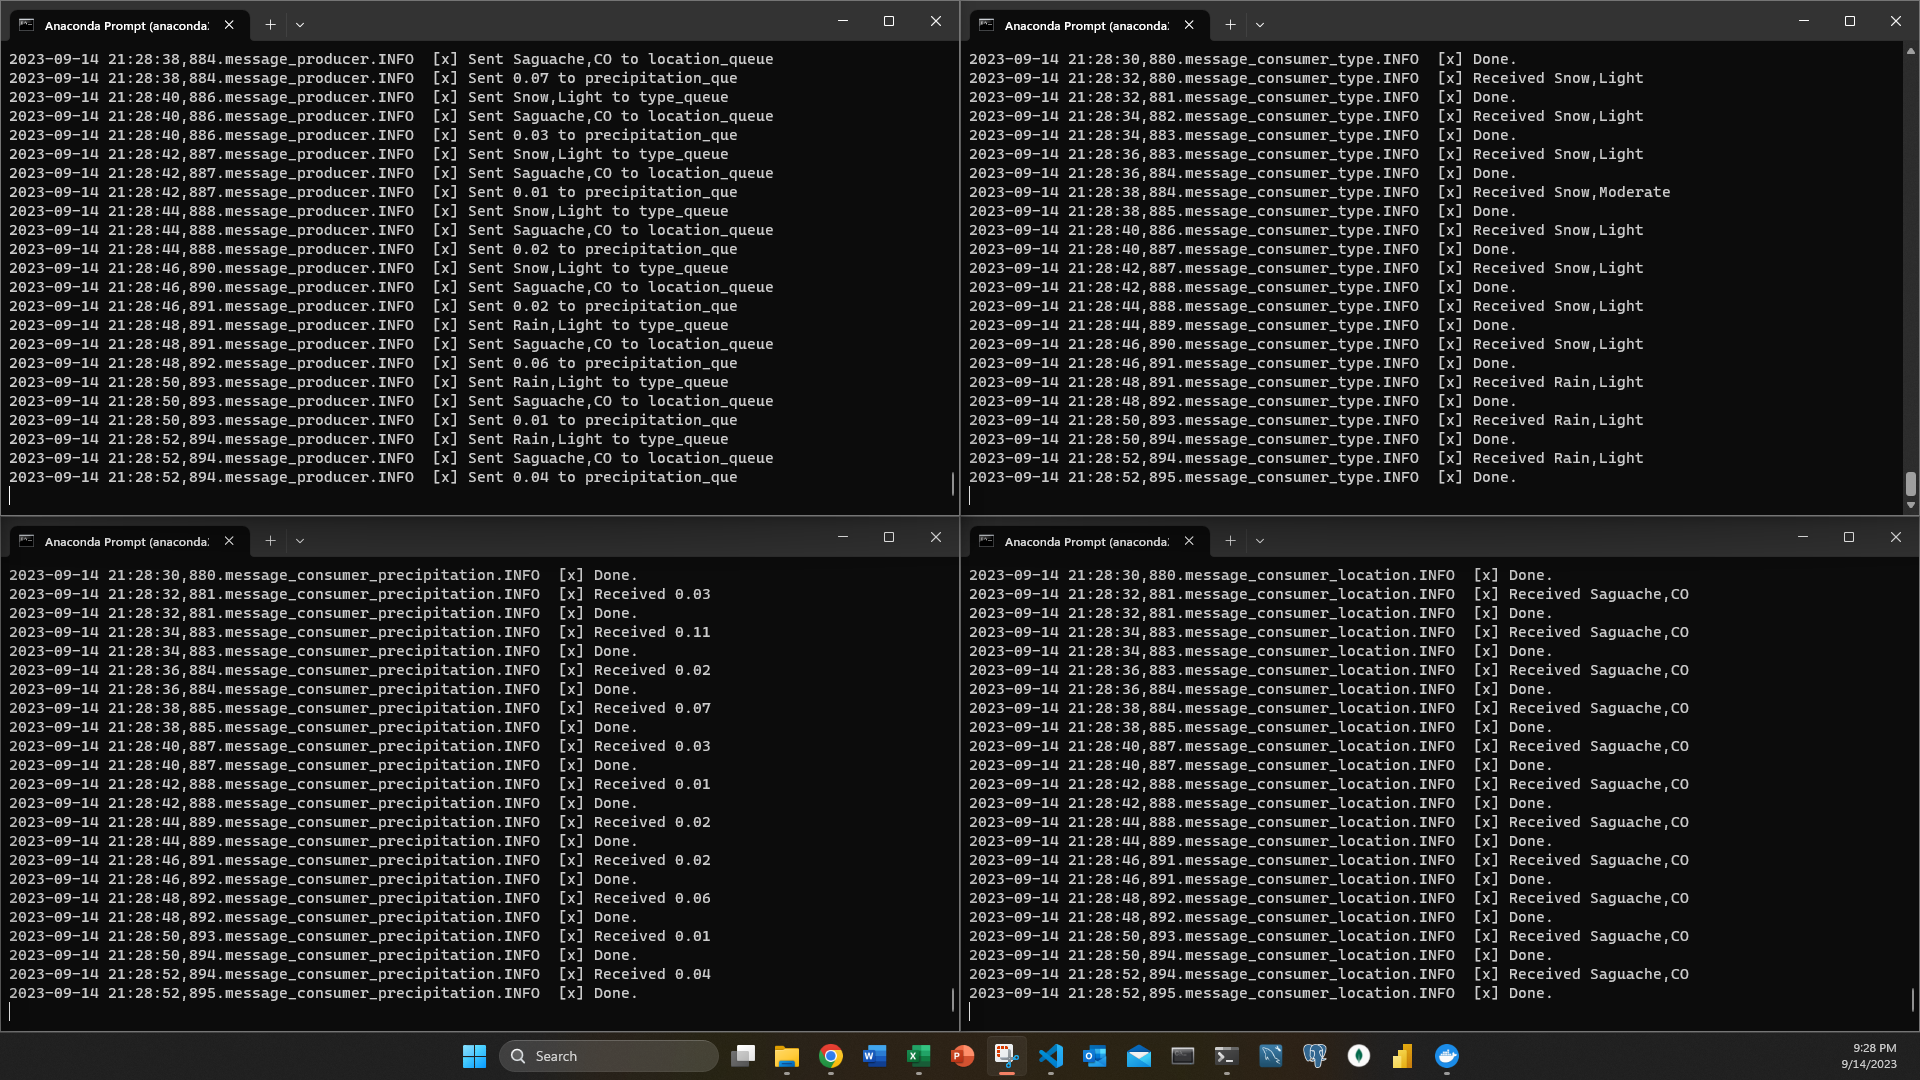 Anaconda Prompt (anaconda:
2023-09-14 21:28:38,884.message_producer.INFO  [x] Sent Saguache,CO to location_queue
2023-09-14 21:28:38,884.message_producer.INFO  [x] Sent 0.07 to precipitation_que
2023-09-14 21:28:40,886.message_producer.INFO  [x] Sent Snow,Light to type_queue
2023-09-14 21:28:40,886.message_producer.INFO  [x] Sent Saguache,CO to location_queue
2023-09-14 21:28:40,886.message_producer.INFO  [x] Sent 0.03 to precipitation_que
2023-09-14 21:28:42,887.message_producer.INFO  [x] Sent Snow,Light to type_queue
2023-09-14 21:28:42,887.message_producer.INFO  [x] Sent Saguache,CO to location_queue
2023-09-14 21:28:42,887.message_producer.INFO  [x] Sent 0.01 to precipitation_que
2023-09-14 21:28:44,888.message_producer.INFO  [x] Sent Snow,Light to type_queue
2023-09-14 21:28:44,888.message_producer.INFO  [x] Sent Saguache,CO to location_queue
2023-09-14 21:28:44,888.message_producer.INFO  [x] Sent 0.02 to precipitation_que
2023-09-14 21:28:46,890.message_producer.INFO  [x] Sent Snow,Light to type_queue
2023-09-14 21:28:46,890.message_producer.INFO  [x] Sent Saguache,CO to location_queue
2023-09-14 21:28:46,891.message_producer.INFO  [x] Sent 0.02 to precipitation_que
2023-09-14 21:28:48,891.message_producer.INFO  [x] Sent Rain,Light to type_queue
2023-09-14 21:28:48,891.message_producer.INFO  [x] Sent Saguache,CO to location_queue
2023-09-14 21:28:48,892.message_producer.INFO  [x] Sent 0.06 to precipitation_que
2023-09-14 21:28:50,893.message_producer.INFO  [x] Sent Rain,Light to type_queue
2023-09-14 21:28:50,893.message_producer.INFO  [x] Sent Saguache,CO to location_queue
2023-09-14 21:28:50,893.message_producer.INFO  [x] Sent 0.01 to precipitation_que
2023-09-14 21:28:52,894.message_producer.INFO  [x] Sent Rain,Light to type_queue
2023-09-14 21:28:52,894.message_producer.INFO  [x] Sent Saguache,CO to location_queue
2023-09-14 21:28:52,894.message_producer.INFO  [x] Sent 0.04 to precipitation_que
Anaconda Prompt (anaconda:
2023-09-14 21:28:30,880.message_consumer_type.INFO  [x] Done.
2023-09-14 21:28:32,880.message_consumer_type.INFO  [x] Received Snow,Light
2023-09-14 21:28:32,881.message_consumer_type.INFO  [x] Done.
2023-09-14 21:28:34,882.message_consumer_type.INFO  [x] Received Snow,Light
2023-09-14 21:28:34,883.message_consumer_type.INFO  [x] Done.
2023-09-14 21:28:36,883.message_consumer_type.INFO  [x] Received Snow,Light
2023-09-14 21:28:36,884.message_consumer_type.INFO  [x] Done.
2023-09-14 21:28:38,884.message_consumer_type.INFO  [x] Received Snow,Moderate
2023-09-14 21:28:38,885.message_consumer_type.INFO  [x] Done.
2023-09-14 21:28:40,886.message_consumer_type.INFO  [x] Received Snow,Light
2023-09-14 21:28:40,887.message_consumer_type.INFO  [x] Done.
2023-09-14 21:28:42,887.message_consumer_type.INFO  [x] Received Snow,Light
2023-09-14 21:28:42,888.message_consumer_type.INFO  [x] Done.
2023-09-14 21:28:44,888.message_consumer_type.INFO  [x] Received Snow,Light
2023-09-14 21:28:44,889.message_consumer_type.INFO  [x] Done.
2023-09-14 21:28:46,890.message_consumer_type.INFO  [x] Received Snow,Light
2023-09-14 21:28:46,891.message_consumer_type.INFO  [x] Done.
2023-09-14 21:28:48,891.message_consumer_type.INFO  [x] Received Rain,Light
2023-09-14 21:28:48,892.message_consumer_type.INFO  [x] Done.
2023-09-14 21:28:50,893.message_consumer_type.INFO  [x] Received Rain,Light
2023-09-14 21:28:50,894.message_consumer_type.INFO  [x] Done.
2023-09-14 21:28:52,894.message_consumer_type.INFO  [x] Received Rain,Light
2023-09-14 21:28:52,895.message_consumer_type.INFO  [x] Done.
Anaconda Prompt (anaconda:
2023-09-14 21:28:30,880.message_consumer_precipitation.INFO  [x] Done.
2023-09-14 21:28:32,881.message_consumer_precipitation.INFO  [x] Received 0.03
2023-09-14 21:28:32,881.message_consumer_precipitation.INFO  [x] Done.
2023-09-14 21:28:34,883.message_consumer_precipitation.INFO  [x] Received 0.11
2023-09-14 21:28:34,883.message_consumer_precipitation.INFO  [x] Done.
2023-09-14 21:28:36,884.message_consumer_precipitation.INFO  [x] Received 0.02
2023-09-14 21:28:36,884.message_consumer_precipitation.INFO  [x] Done.
2023-09-14 21:28:38,885.message_consumer_precipitation.INFO  [x] Received 0.07
2023-09-14 21:28:38,885.message_consumer_precipitation.INFO  [x] Done.
2023-09-14 21:28:40,887.message_consumer_precipitation.INFO  [x] Received 0.03
2023-09-14 21:28:40,887.message_consumer_precipitation.INFO  [x] Done.
2023-09-14 21:28:42,888.message_consumer_precipitation.INFO  [x] Received 0.01
2023-09-14 21:28:42,888.message_consumer_precipitation.INFO  [x] Done.
2023-09-14 21:28:44,889.message_consumer_precipitation.INFO  [x] Received 0.02
2023-09-14 21:28:44,889.message_consumer_precipitation.INFO  [x] Done.
2023-09-14 21:28:46,891.message_consumer_precipitation.INFO  [x] Received 0.02
2023-09-14 21:28:46,892.message_consumer_precipitation.INFO  [x] Done.
2023-09-14 21:28:48,892.message_consumer_precipitation.INFO  [x] Received 0.06
2023-09-14 21:28:48,892.message_consumer_precipitation.INFO  [x] Done.
2023-09-14 21:28:50,893.message_consumer_precipitation.INFO  [x] Received 0.01
2023-09-14 21:28:50,894.message_consumer_precipitation.INFO  [x] Done.
2023-09-14 21:28:52,894.message_consumer_precipitation.INFO  [x] Received 0.04
2023-09-14 21:28:52,895.message_consumer_precipitation.INFO  [x] Done.
Anaconda Prompt (anaconda:
2023-09-14 21:28:30,880.message_consumer_location.INFO  [x] Done.
2023-09-14 21:28:32,881.message_consumer_location.INFO  [x] Received Saguache,CO
2023-09-14 21:28:32,881.message_consumer_location.INFO  [x] Done.
2023-09-14 21:28:34,883.message_consumer_location.INFO  [x] Received Saguache,CO
2023-09-14 21:28:34,883.message_consumer_location.INFO  [x] Done.
2023-09-14 21:28:36,883.message_consumer_location.INFO  [x] Received Saguache,CO
2023-09-14 21:28:36,884.message_consumer_location.INFO  [x] Done.
2023-09-14 21:28:38,884.message_consumer_location.INFO  [x] Received Saguache,CO
2023-09-14 21:28:38,885.message_consumer_location.INFO  [x] Done.
2023-09-14 21:28:40,887.message_consumer_location.INFO  [x] Received Saguache,CO
2023-09-14 21:28:40,887.message_consumer_location.INFO  [x] Done.
2023-09-14 21:28:42,888.message_consumer_location.INFO  [x] Received Saguache,CO
2023-09-14 21:28:42,888.message_consumer_location.INFO  [x] Done.
2023-09-14 21:28:44,888.message_consumer_location.INFO  [x] Received Saguache,CO
2023-09-14 21:28:44,889.message_consumer_location.INFO  [x] Done.
2023-09-14 21:28:46,891.message_consumer_location.INFO  [x] Received Saguache,CO
2023-09-14 21:28:46,891.message_consumer_location.INFO  [x] Done.
2023-09-14 21:28:48,892.message_consumer_location.INFO  [x] Received Saguache,CO
2023-09-14 21:28:48,892.message_consumer_location.INFO  [x] Done.
2023-09-14 21:28:50,893.message_consumer_location.INFO  [x] Received Saguache,CO
2023-09-14 21:28:50,894.message_consumer_location.INFO  [x] Done.
2023-09-14 21:28:52,894.message_consumer_location.INFO  [x] Received Saguache,CO
2023-09-14 21:28:52,895.message_consumer_location.INFO  [x] Done.
Search
9:28 PM
9/14/2023